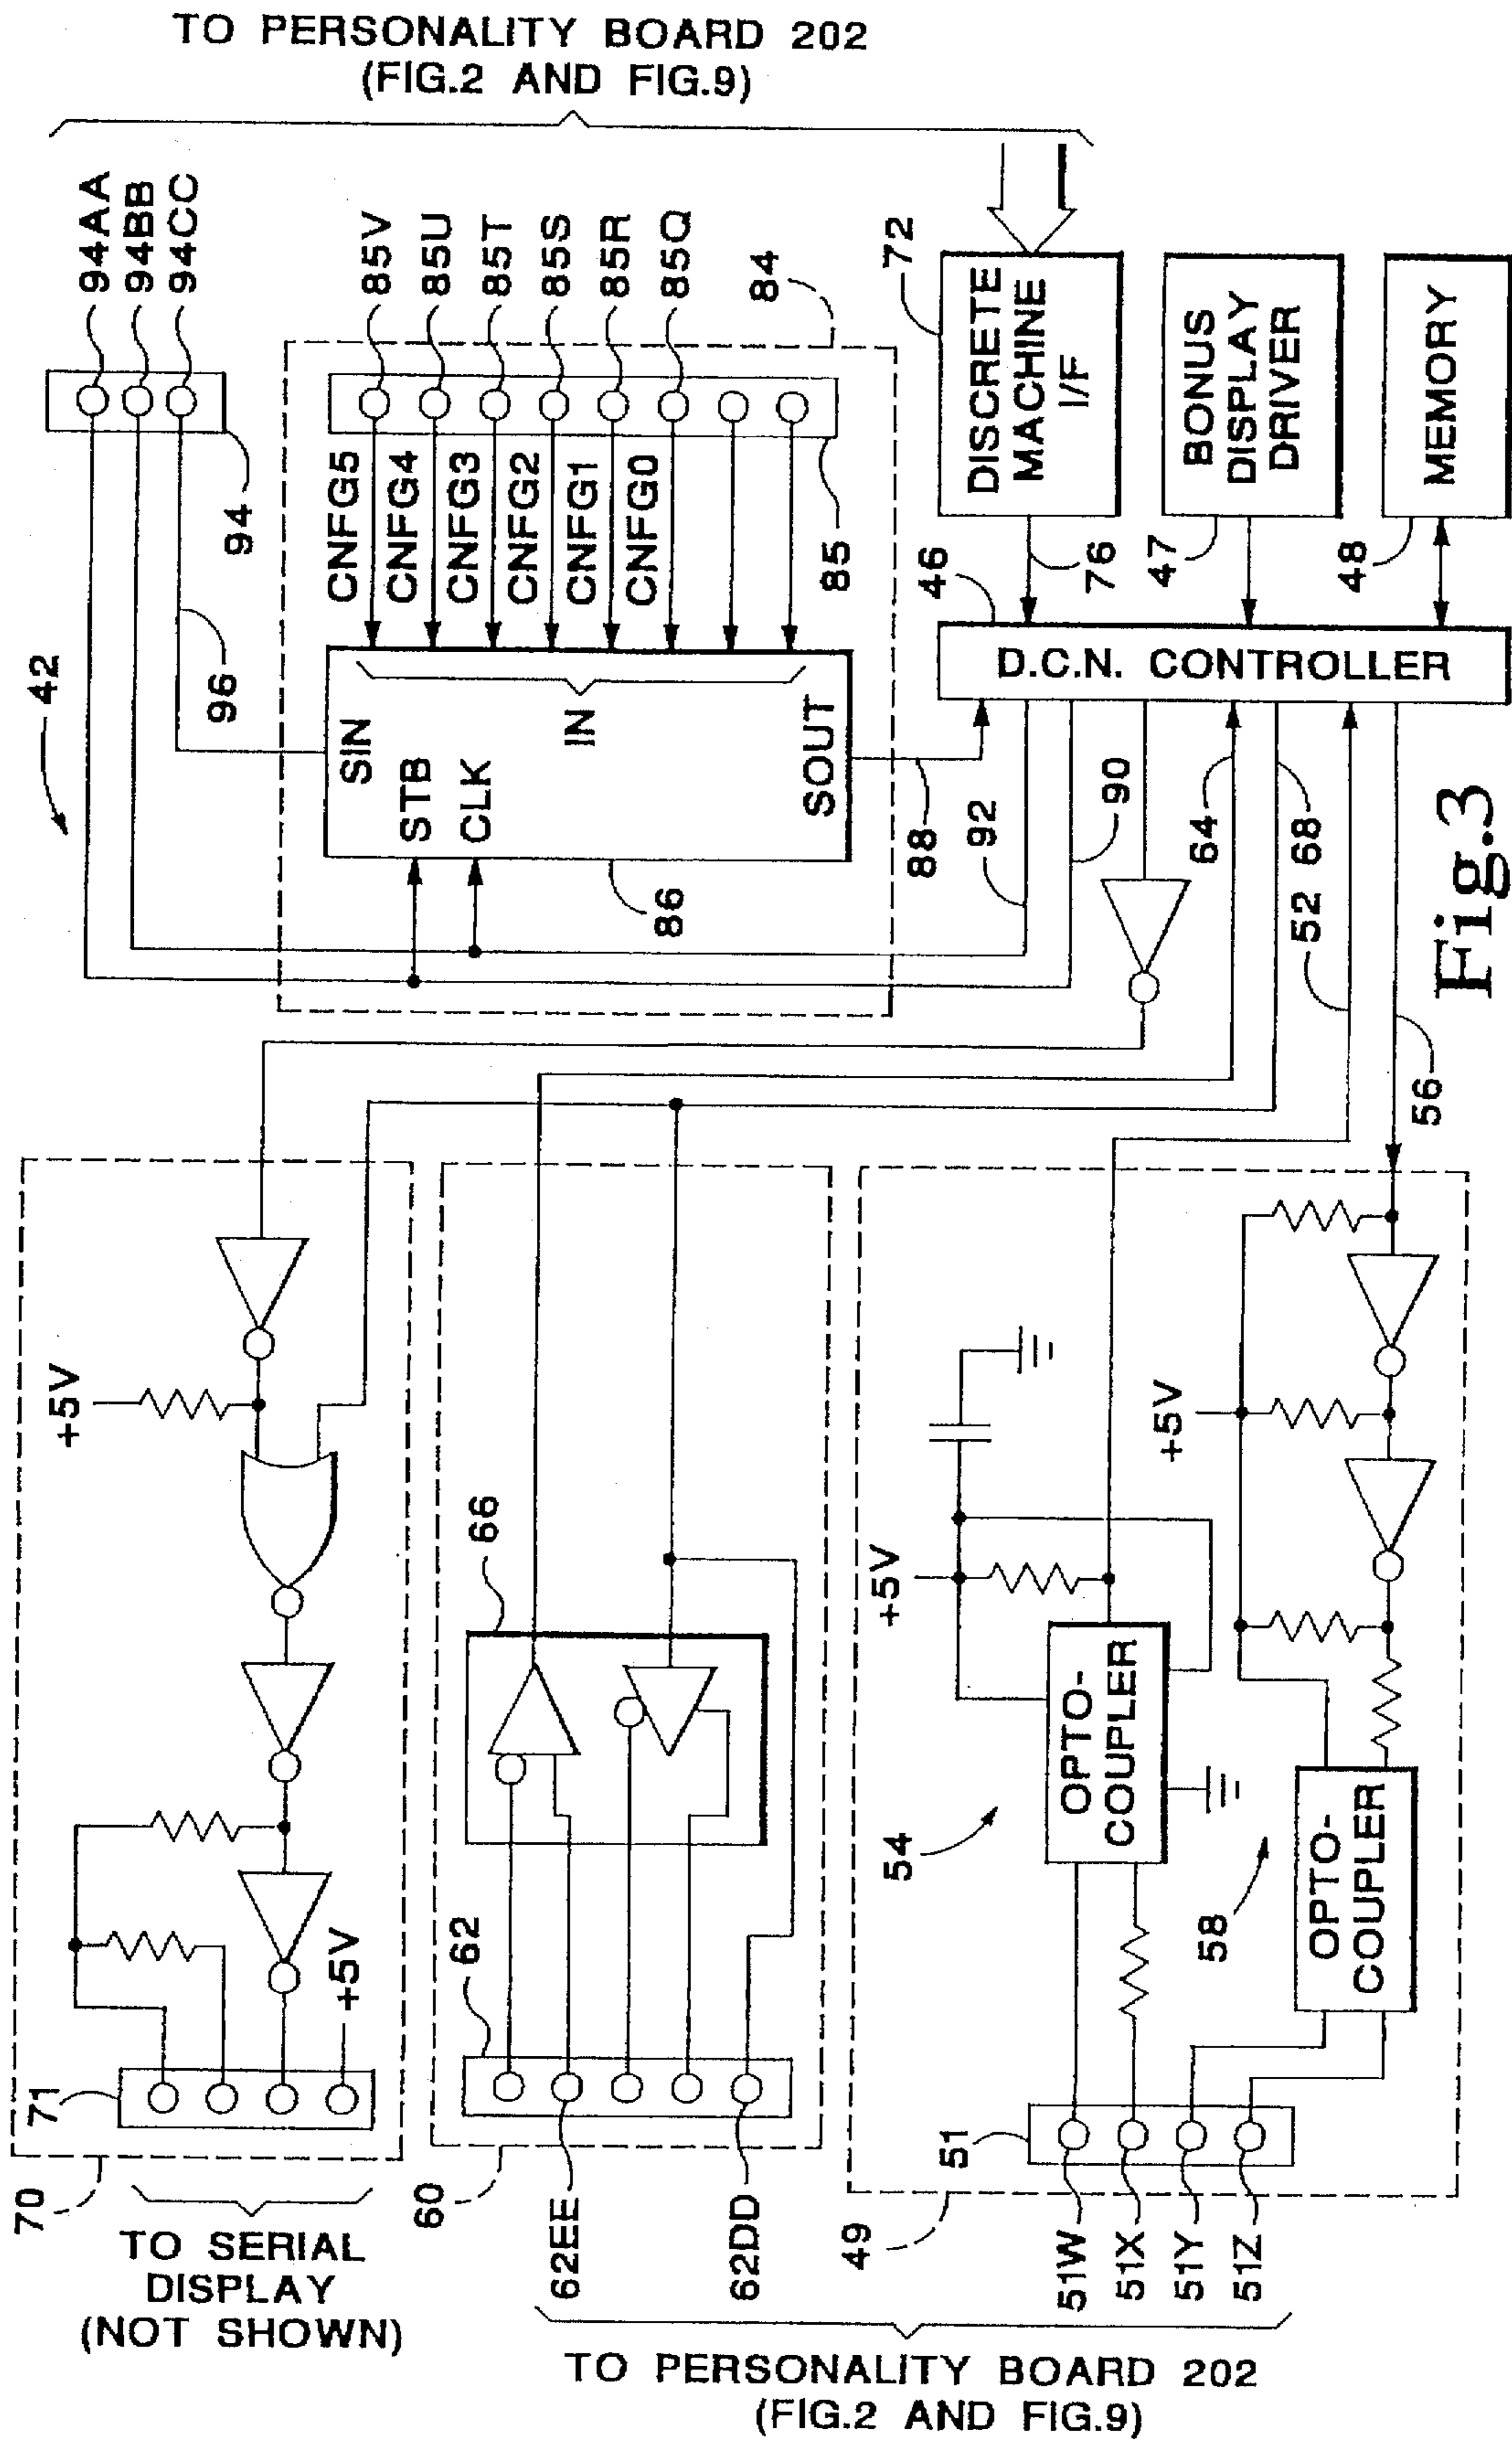 TO PERSONALITY BOARD 202
(FIG.2 AND FIG.9)
94AA
94BB
94CC
94
96
42
85V
85U
85T
85S
85R
85Q
84
CNFG5
CNFG4
CNFG3
CNFG2
CNFG1
CNFG0
85
SIN
STB
CLK
IN
SOUT
86
88
72
DISCRETE
MACHINE
I/F
76
BONUS
DISPLAY
DRIVER
47
MEMORY
48
46
D.C.N. CONTROLLER
92
90
64
68
52
56
Fig.3
+5V
71
+5V
70
TO SERIAL
DISPLAY
(NOT SHOWN)
66
62
60
62EE
62DD
+5V
OPTO-
COUPLER
54
+5V
OPTO-
COUPLER
58
51
49
51W
51X
51Y
51Z
TO PERSONALITY BOARD 202
(FIG.2 AND FIG.9)